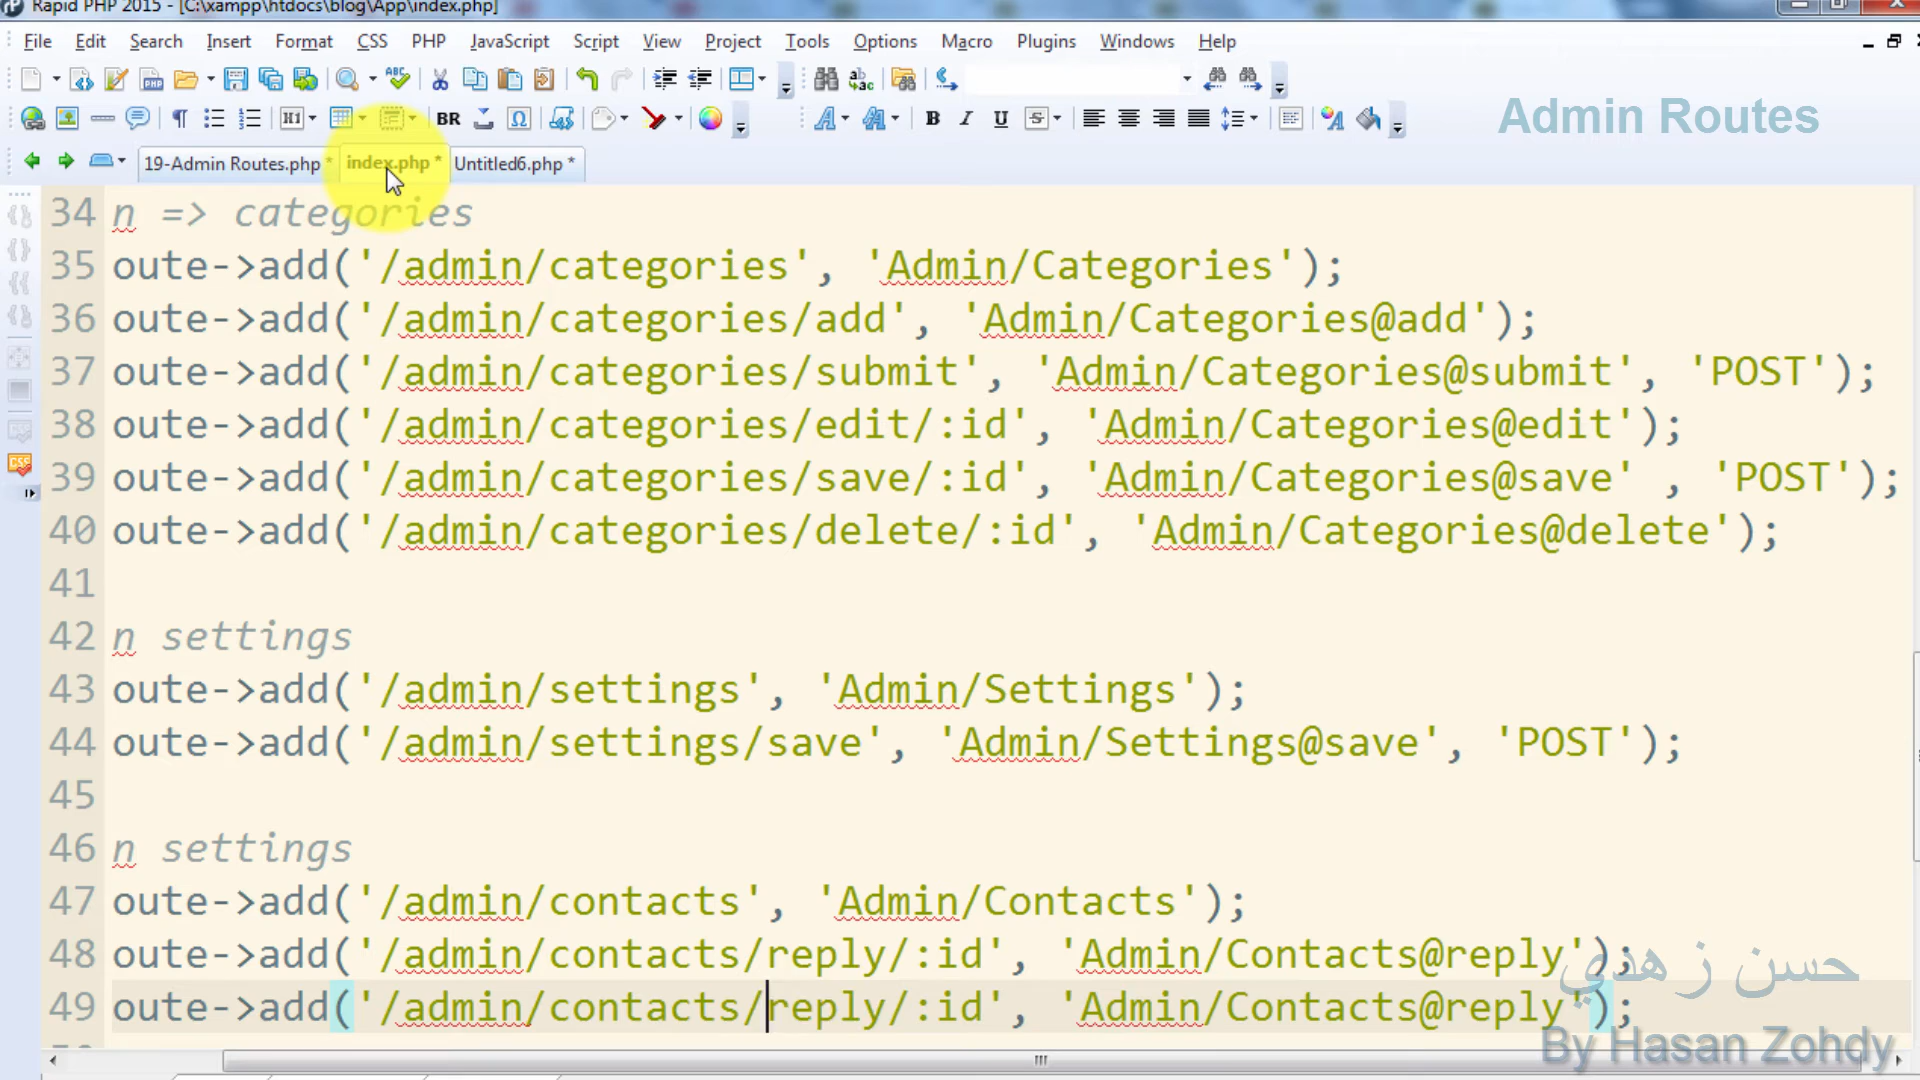 Rapid PHP 2015 - [C:\xampp\htdocs\blog\App\index.php]
File Edit Search Insert Format CSS PHP JavaScript Script View Project Tools Options Macro Plugins Windows Help
Admin Routes
19-Admin Routes.php * index.php * Untitled6.php *
34 n => categories
35 oute->add('/admin/categories', 'Admin/Categories');
36 oute->add('/admin/categories/add', 'Admin/Categories@add');
37 oute->add('/admin/categories/submit', 'Admin/Categories@submit', 'POST');
38 oute->add('/admin/categories/edit/:id', 'Admin/Categories@edit');
39 oute->add('/admin/categories/save/:id', 'Admin/Categories@save' , 'POST');
40 oute->add('/admin/categories/delete/:id', 'Admin/Categories@delete');
41
42 n settings
43 oute->add('/admin/settings', 'Admin/Settings');
44 oute->add('/admin/settings/save', 'Admin/Settings@save', 'POST');
45
46 n settings
47 oute->add('/admin/contacts', 'Admin/Contacts');
48 oute->add('/admin/contacts/reply/:id', 'Admin/Contacts@reply');
49 oute->add('/admin/contacts/reply/:id', 'Admin/Contacts@reply');
حسن زهدي
By Hasan Zohdy